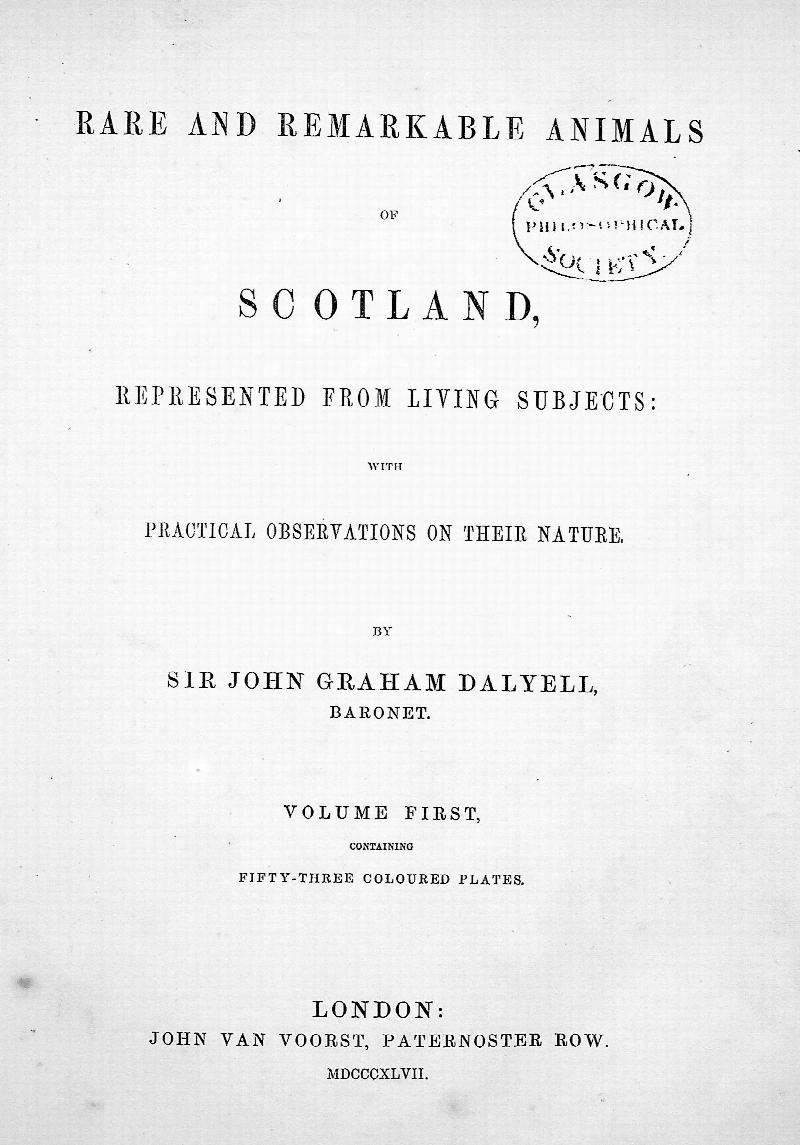 RARE AND REMARKABLE ANIMALS
OF
GLASGOW
PHILOSOPHICAL
SOCIETY.
SCOTLAND,
REPRESENTED FROM LIVING SUBJECTS:
WITH
PRACTICAL OBSERVATIONS ON THEIR NATURE.
BY
SIR JOHN GRAHAM DALYELL,
BARONET.
VOLUME FIRST,
CONTAINING
FIFTY-THREE COLOURED PLATES.
LONDON:
JOHN VAN VOORST, PATERNOSTER ROW.
MDCCCXLVII.